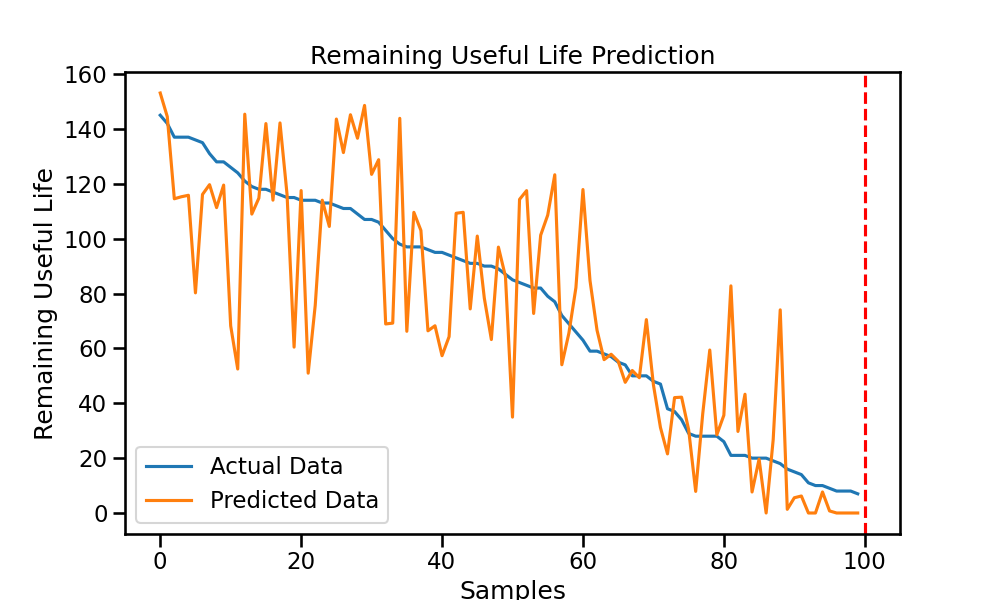 Remaining Useful Life Prediction
Remaining Useful Life
160
140
120
100
80
60
40
20
0
Actual Data
Predicted Data
0 20 40 60 80 100
Samples